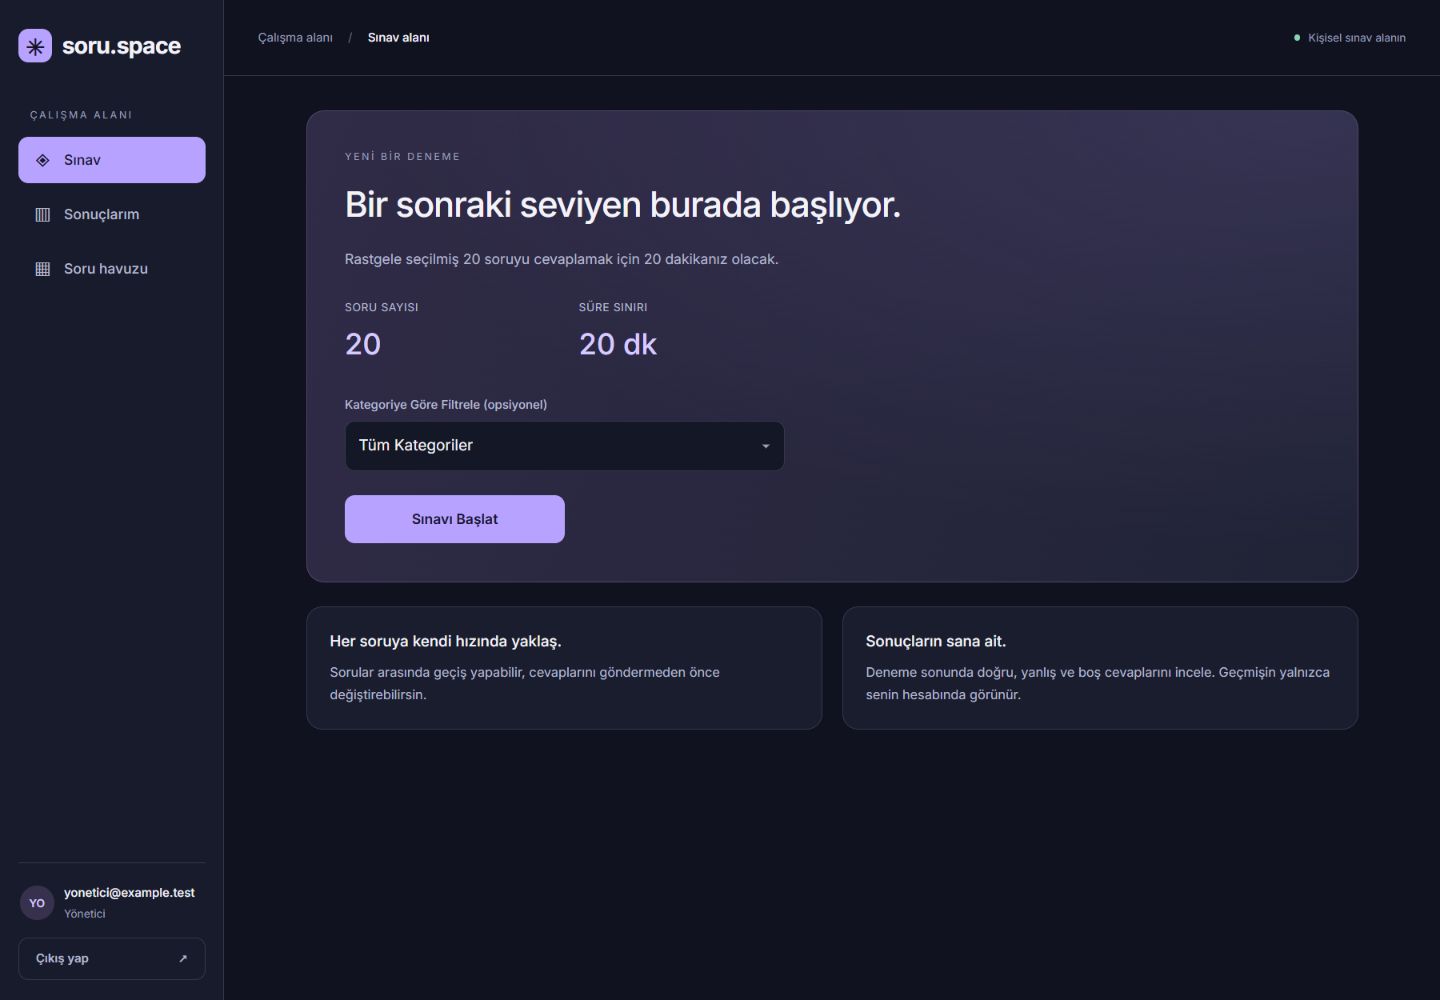 soru.space
Çalışma alanı / Sınav alanı
Kişisel sınav alanın
ÇALIŞMA ALANI
Sınav
Sonuçlarım
Soru havuzu
YENİ BİR DENEME
Bir sonraki seviyen burada başlıyor.
Rastgele seçilmiş 20 soruyu cevaplamak için 20 dakikanız olacak.
SORU SAYISI
20
SÜRE SINIRI
20 dk
Kategoriye Göre Filtrele (opsiyonel)
Tüm Kategoriler
Sınavı Başlat
Her soruya kendi hızında yaklaş.
Sorular arasında geçiş yapabilir, cevaplarını göndermeden önce
değiştirebilirsin.
Sonuçların sana ait.
Deneme sonunda doğru, yanlış ve boş cevaplarını incele. Geçmişin yalnızca
senin hesabında görünür.
YO
yonetici@example.test
Yönetici
Çıkış yap ↗